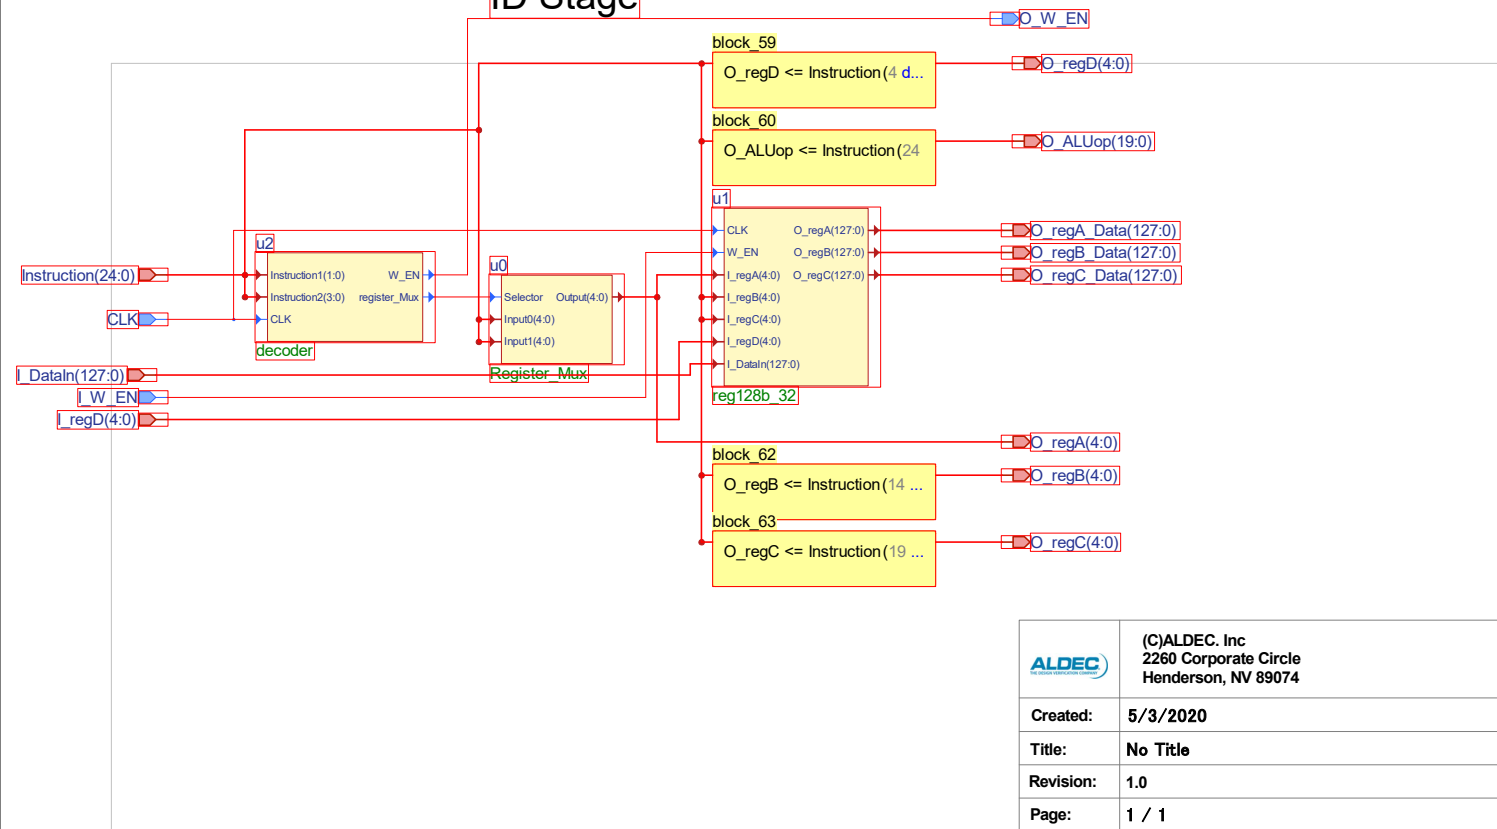 ID Stage
O_W_EN
block_59
O_regD <= Instruction(4 d...
O_regD(4:0)
block_60
O_ALUop <= Instruction(24
O_ALUop(19:0)
u1
CLK
W_EN
I_regA(4:0)
I_regB(4:0)
I_regC(4:0)
I_regD(4:0)
I_DataIn(127:0)
O_regA(127:0)
O_regB(127:0)
O_regC(127:0)
reg128b_32
O_regA_Data(127:0)
O_regB_Data(127:0)
O_regC_Data(127:0)
u2
Instruction1(1:0)
Instruction2(3:0)
CLK
W_EN
register_Mux
decoder
u0
Selector
Input0(4:0)
Input1(4:0)
Output(4:0)
Register_Mux
Instruction(24:0)
CLK
I_DataIn(127:0)
I_W_EN
I_regD(4:0)
O_regA(4:0)
block_62
O_regB <= Instruction(14 ...
O_regB(4:0)
block_63
O_regC <= Instruction(19 ...
O_regC(4:0)
ALDEC
THE DESIGN VERIFICATION COMPANY
(C)ALDEC. Inc
2260 Corporate Circle
Henderson, NV 89074
Created: 5/3/2020
Title: No Title
Revision: 1.0
Page: 1 / 1